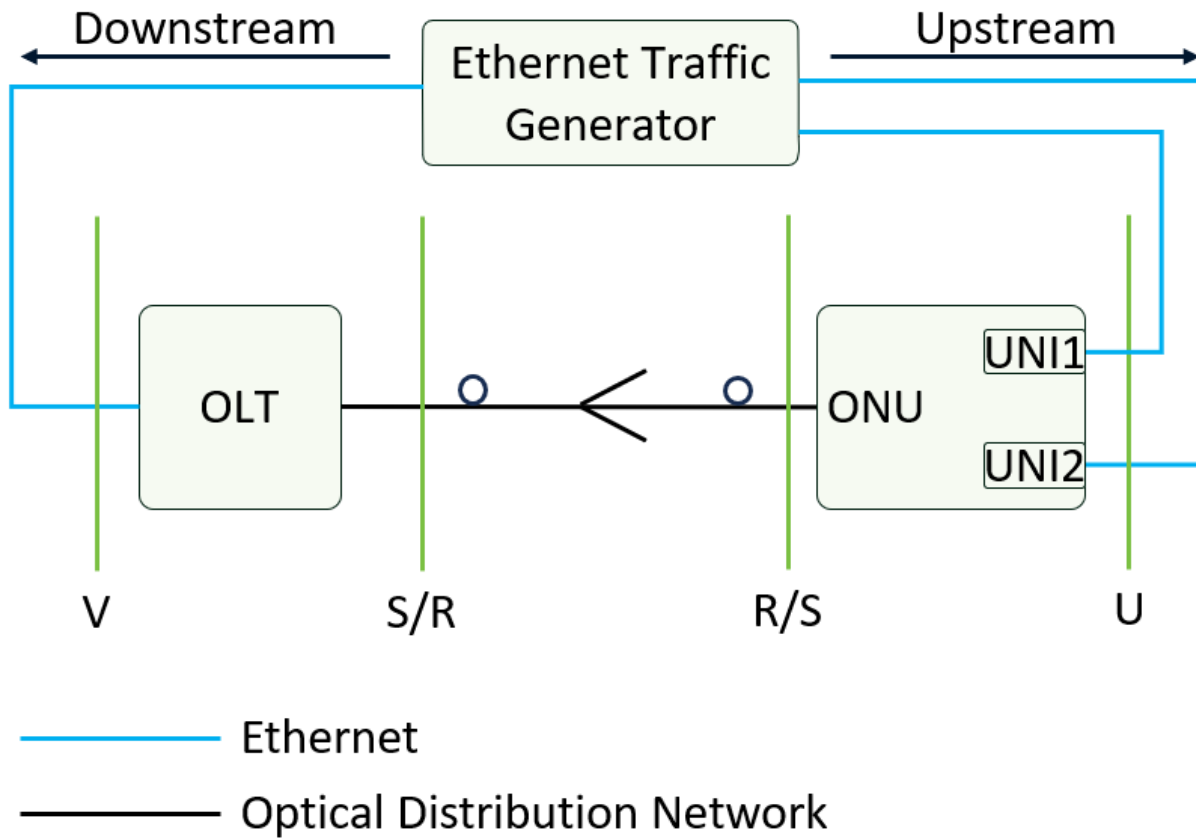 Downstream
Ethernet Traffic
Generator
Upstream
OLT
ONU
UNI1
UNI2
V
S/R
R/S
U
Ethernet
Optical Distribution Network